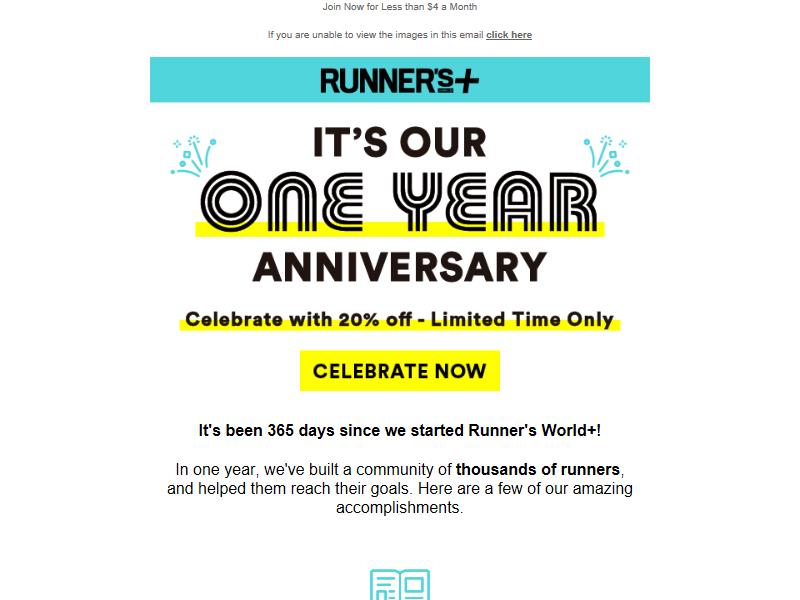 Join Now for Less than $4 a Month
If you are unable to view the images in this email click here
RUNNER'S+
IT'S OUR
ONE YEAR
ANNIVERSARY
Celebrate with 20% off - Limited Time Only
CELEBRATE NOW
It's been 365 days since we started Runner's World+!
In one year, we've built a community of thousands of runners,
and helped them reach their goals. Here are a few of our amazing
accomplishments.